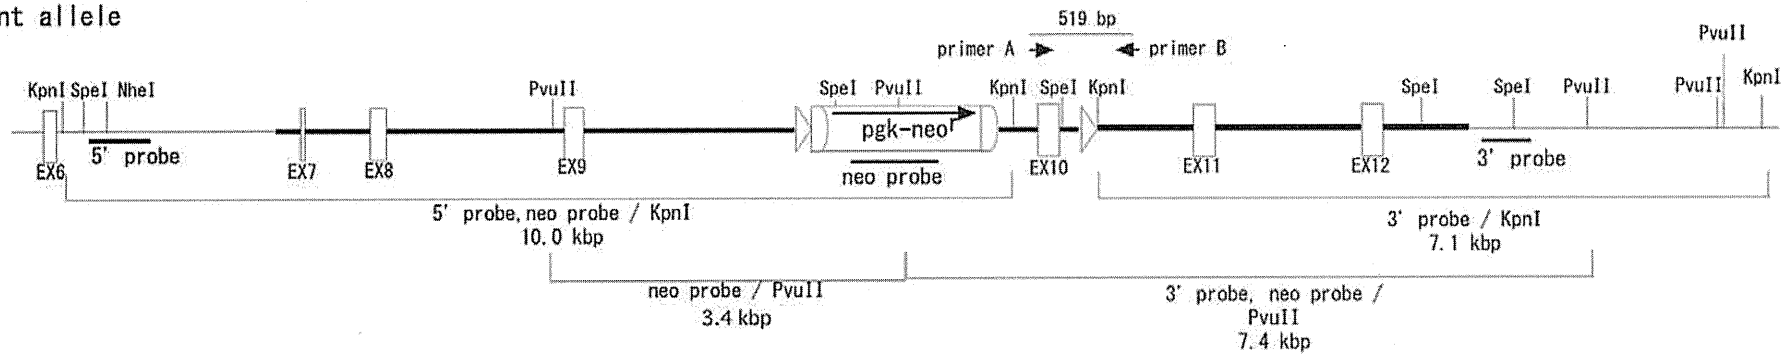 nt allele
519 bp
primer A
primer B
PvuII
KpnI SpeI NheI
PvuII
SpeI PvuII
KpnI SpeI KpnI
SpeI
SpeI
PvuII
PvuII
KpnI
pgk-neoʳ
5' probe
EX6
EX7
EX8
EX9
neo probe
EX10
EX11
EX12
3' probe
5' probe, neo probe / KpnI
10.0 kbp
3' probe / KpnI
7.1 kbp
neo probe / PvuII
3.4 kbp
3' probe, neo probe /
PvuII
7.4 kbp